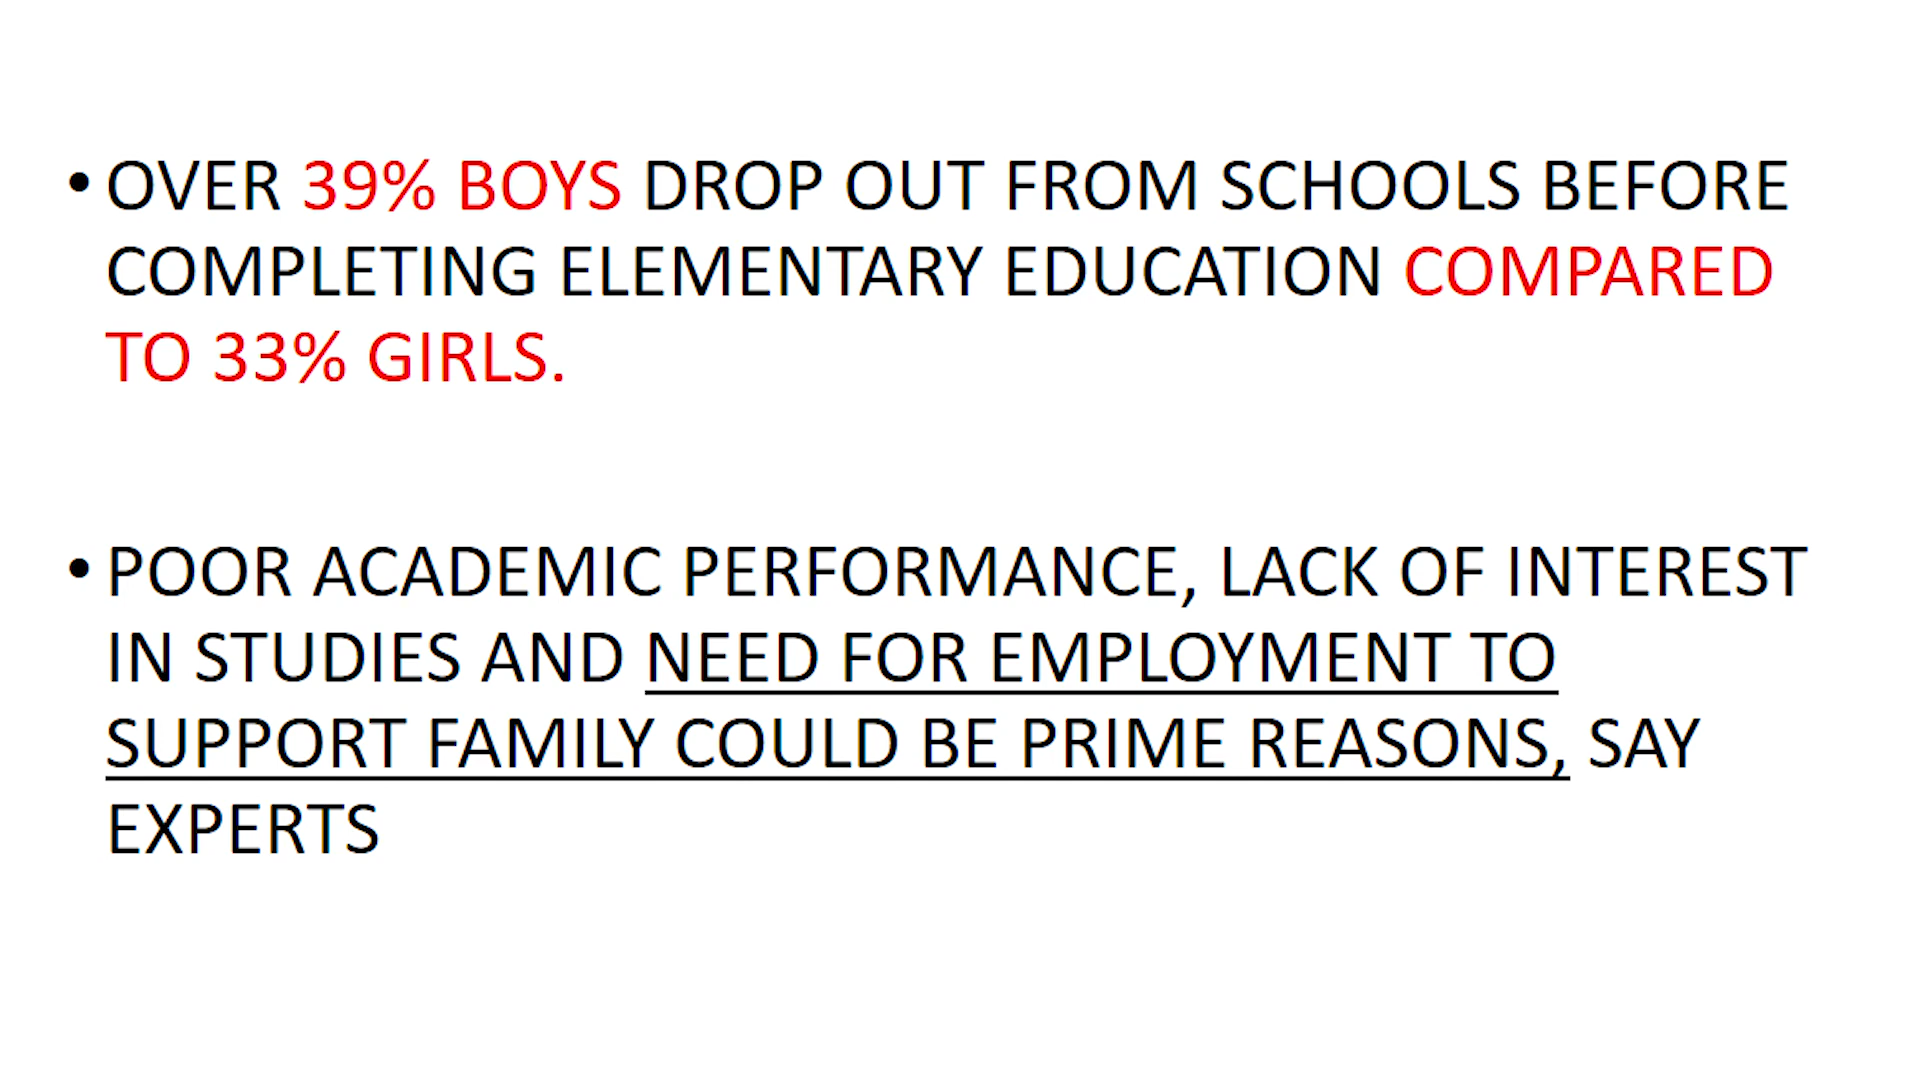 • OVER 39% BOYS DROP OUT FROM SCHOOLS BEFORE
COMPLETING ELEMENTARY EDUCATION COMPARED
TO 33% GIRLS.
• POOR ACADEMIC PERFORMANCE, LACK OF INTEREST
IN STUDIES AND NEED FOR EMPLOYMENT TO
SUPPORT FAMILY COULD BE PRIME REASONS, SAY
EXPERTS